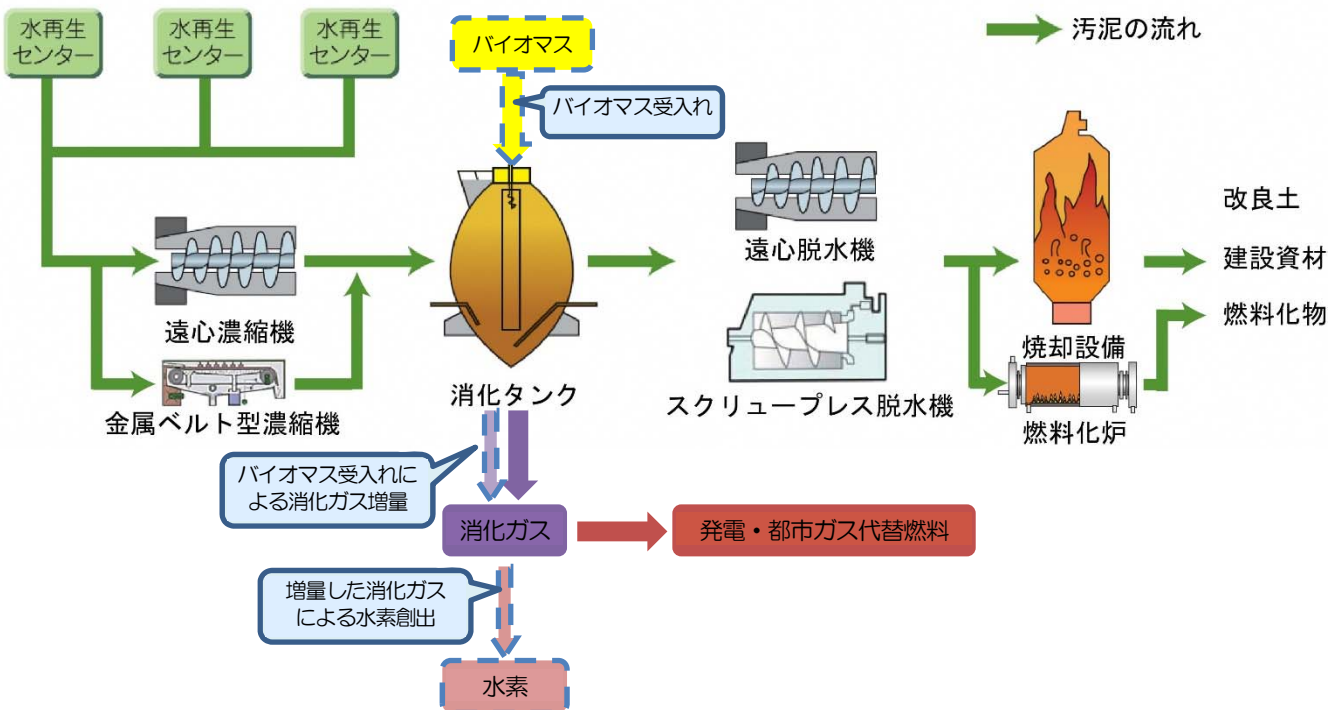 水再生
センター
水再生
センター
水再生
センター
バイオマス
汚泥の流れ
バイオマス受入れ
遠心濃縮機
金属ベルト型濃縮機
消化タンク
遠心脱水機
スクリュープレス脱水機
焼却設備
燃料化炉
改良土
建設資材
燃料化物
バイオマス受入れに
よる消化ガス増量
消化ガス
発電・都市ガス代替燃料
増量した消化ガス
による水素創出
水素